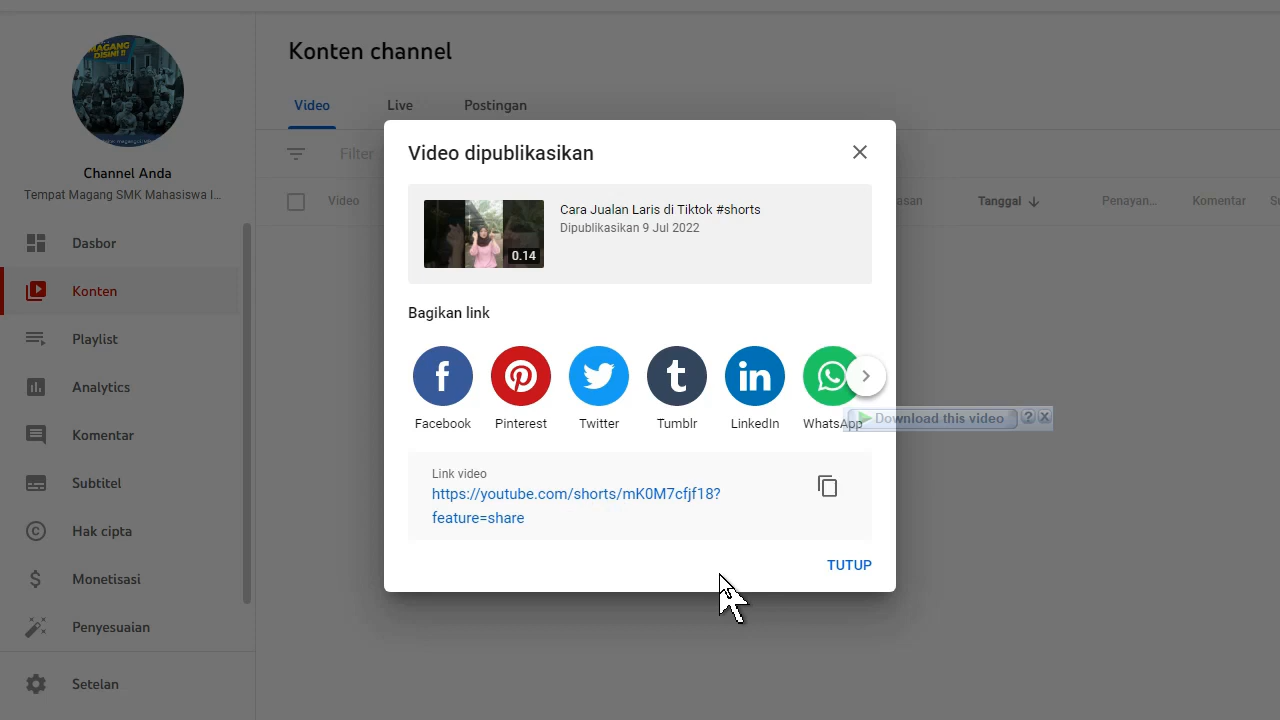 MAGANG
DISINI !!
Channel Anda
Tempat Magang SMK Mahasiswa I...
Dasbor
Konten
Playlist
Analytics
Komentar
Subtitel
Hak cipta
Monetisasi
Penyesuaian
Setelan
Konten channel
Video
Live
Postingan
Filter
Video
Tanggal
Penayan...
Komentar
Video dipublikasikan
0.14
Cara Jualan Laris di Tiktok #shorts
Dipublikasikan 9 Jul 2022
Bagikan link
Facebook
Pinterest
Twitter
Tumblr
LinkedIn
WhatsApp
Download this video
Link video
https://youtube.com/shorts/mK0M7cfjf18?
feature=share
TUTUP